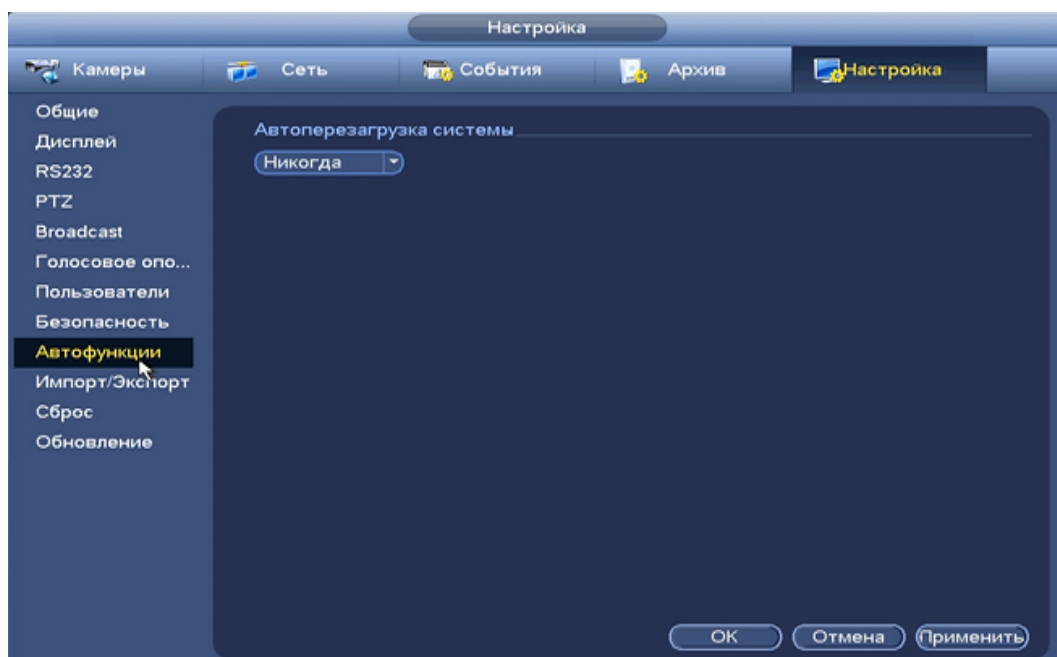 Настройка
Камеры
Сеть
События
Архив
Настройка
Общие
Дисплей
RS232
PTZ
Broadcast
Голосовое опо...
Пользователи
Безопасность
Автофункции
Импорт/Экспорт
Сброс
Обновление
Автоперезагрузка системы
Никогда
OK
Отмена
Применить